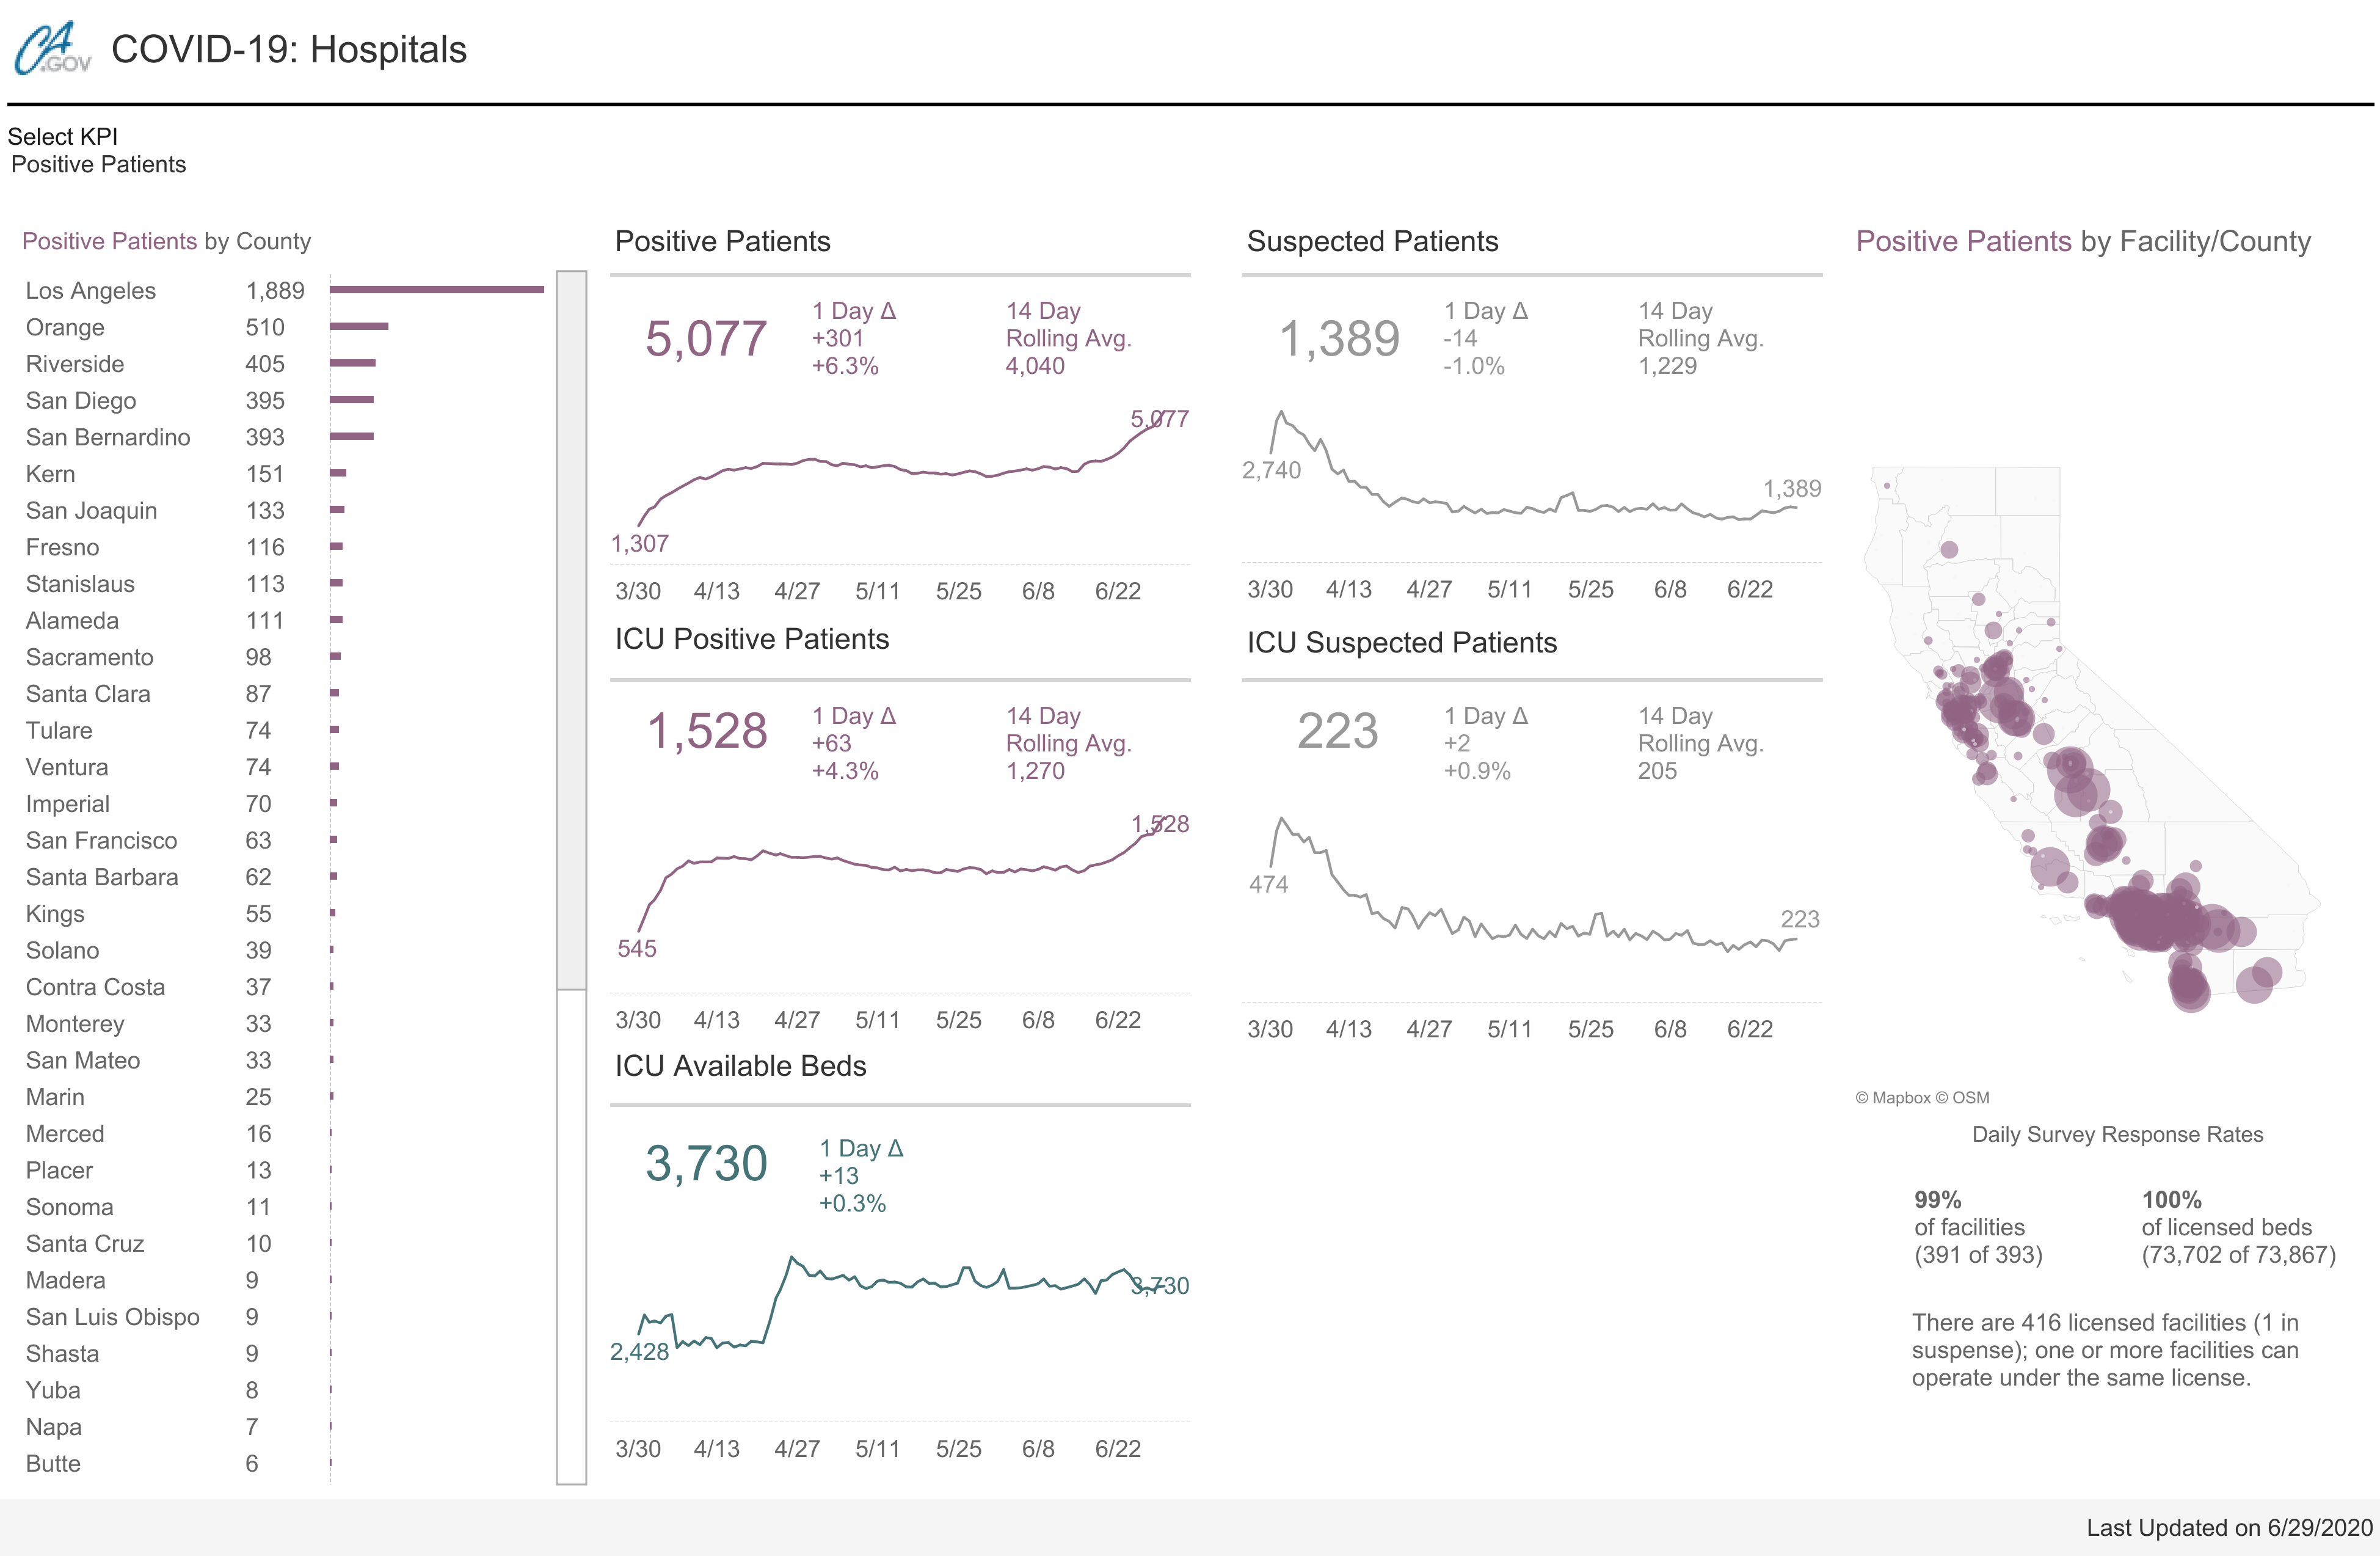 CA
.GOV
COVID-19: Hospitals
Select KPI
Positive Patients
Positive Patients by County
Los Angeles 1,889
Orange 510
Riverside 405
San Diego 395
San Bernardino 393
Kern 151
San Joaquin 133
Fresno 116
Stanislaus 113
Alameda 111
Sacramento 98
Santa Clara 87
Tulare 74
Ventura 74
Imperial 70
San Francisco 63
Santa Barbara 62
Kings 55
Solano 39
Contra Costa 37
Monterey 33
San Mateo 33
Marin 25
Merced 16
Placer 13
Sonoma 11
Santa Cruz 10
Madera 9
San Luis Obispo 9
Shasta 9
Yuba 8
Napa 7
Butte 6
Positive Patients
5,077
1 Day Δ
+301
+6.3%
14 Day
Rolling Avg.
4,040
5,077
1,307
3/30 4/13 4/27 5/11 5/25 6/8 6/22
ICU Positive Patients
1,528
1 Day Δ
+63
+4.3%
14 Day
Rolling Avg.
1,270
1,528
545
3/30 4/13 4/27 5/11 5/25 6/8 6/22
ICU Available Beds
3,730
1 Day Δ
+13
+0.3%
3,730
2,428
3/30 4/13 4/27 5/11 5/25 6/8 6/22
Suspected Patients
1,389
1 Day Δ
-14
-1.0%
14 Day
Rolling Avg.
1,229
2,740
1,389
3/30 4/13 4/27 5/11 5/25 6/8 6/22
ICU Suspected Patients
223
1 Day Δ
+2
+0.9%
14 Day
Rolling Avg.
205
474
223
3/30 4/13 4/27 5/11 5/25 6/8 6/22
Positive Patients by Facility/County
© Mapbox © OSM
Daily Survey Response Rates
99%
of facilities
(391 of 393)
100%
of licensed beds
(73,702 of 73,867)
There are 416 licensed facilities (1 in
suspense); one or more facilities can
operate under the same license.
Last Updated on 6/29/2020